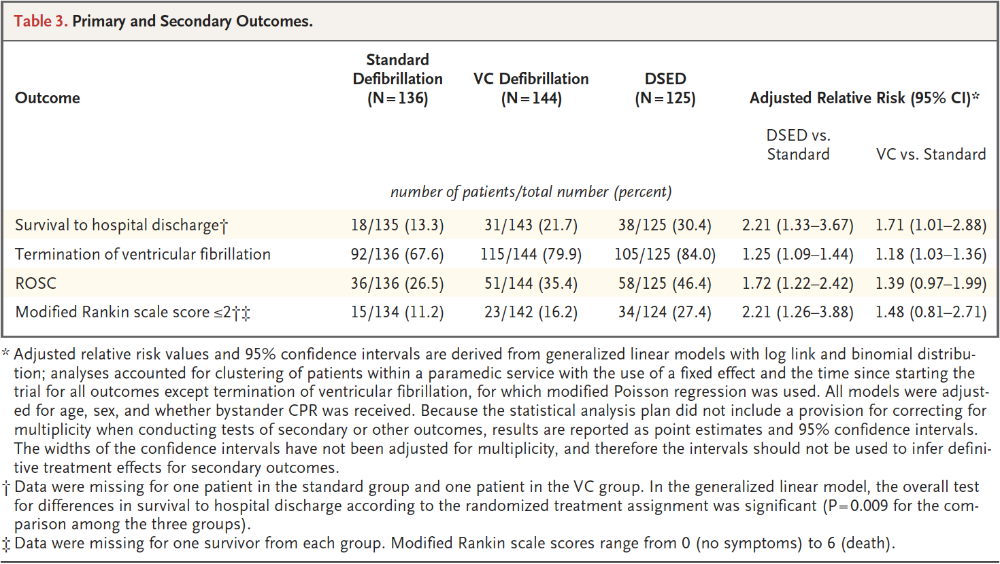 Table 3. Primary and Secondary Outcomes.
Outcome Standard Defibrillation (N=136) VC Defibrillation (N=144) DSED (N=125) Adjusted Relative Risk (95% CI)*
DSED vs. Standard VC vs. Standard
number of patients/total number (percent)
Survival to hospital discharge† 18/135 (13.3) 31/143 (21.7) 38/125 (30.4) 2.21 (1.33–3.67) 1.71 (1.01–2.88)
Termination of ventricular fibrillation 92/136 (67.6) 115/144 (79.9) 105/125 (84.0) 1.25 (1.09–1.44) 1.18 (1.03–1.36)
ROSC 36/136 (26.5) 51/144 (35.4) 58/125 (46.4) 1.72 (1.22–2.42) 1.39 (0.97–1.99)
Modified Rankin scale score ≤2†‡ 15/134 (11.2) 23/142 (16.2) 34/124 (27.4) 2.21 (1.26–3.88) 1.48 (0.81–2.71)
* Adjusted relative risk values and 95% confidence intervals are derived from generalized linear models with log link and binomial distribu-
tion; analyses accounted for clustering of patients within a paramedic service with the use of a fixed effect and the time since starting the
trial for all outcomes except termination of ventricular fibrillation, for which modified Poisson regression was used. All models were adjust-
ed for age, sex, and whether bystander CPR was received. Because the statistical analysis plan did not include a provision for correcting for
multiplicity when conducting tests of secondary or other outcomes, results are reported as point estimates and 95% confidence intervals.
The widths of the confidence intervals have not been adjusted for multiplicity, and therefore the intervals should not be used to infer defini-
tive treatment effects for secondary outcomes.
† Data were missing for one patient in the standard group and one patient in the VC group. In the generalized linear model, the overall test
for differences in survival to hospital discharge according to the randomized treatment assignment was significant (P=0.009 for the com-
parison among the three groups).
‡ Data were missing for one survivor from each group. Modified Rankin scale scores range from 0 (no symptoms) to 6 (death).